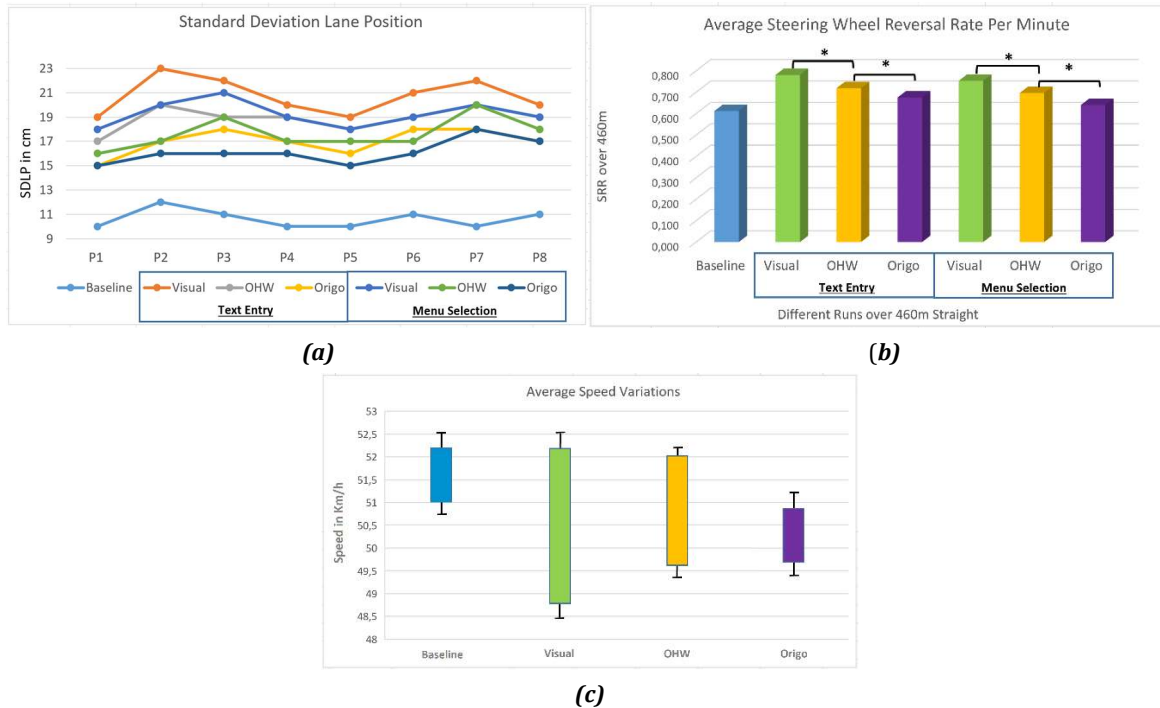 Standard Deviation Lane Position
SDLP in cm
23
21
19
17
15
13
11
9
P1 P2 P3 P4 P5 P6 P7 P8
Baseline Visual OHW Origo Visual OHW Origo
Text Entry Menu Selection
(a)
Average Steering Wheel Reversal Rate Per Minute
* * * *
SRR over 460m
0,800
0,700
0,600
0,500
0,400
0,300
0,200
0,100
0,000
Baseline Visual OHW Origo Visual OHW Origo
Text Entry Menu Selection
Different Runs over 460m Straight
(b)
Average Speed Variations
Speed in Km/h
53
52,5
52
51,5
51
50,5
50
49,5
49
48,5
48
Baseline Visual OHW Origo
(c)